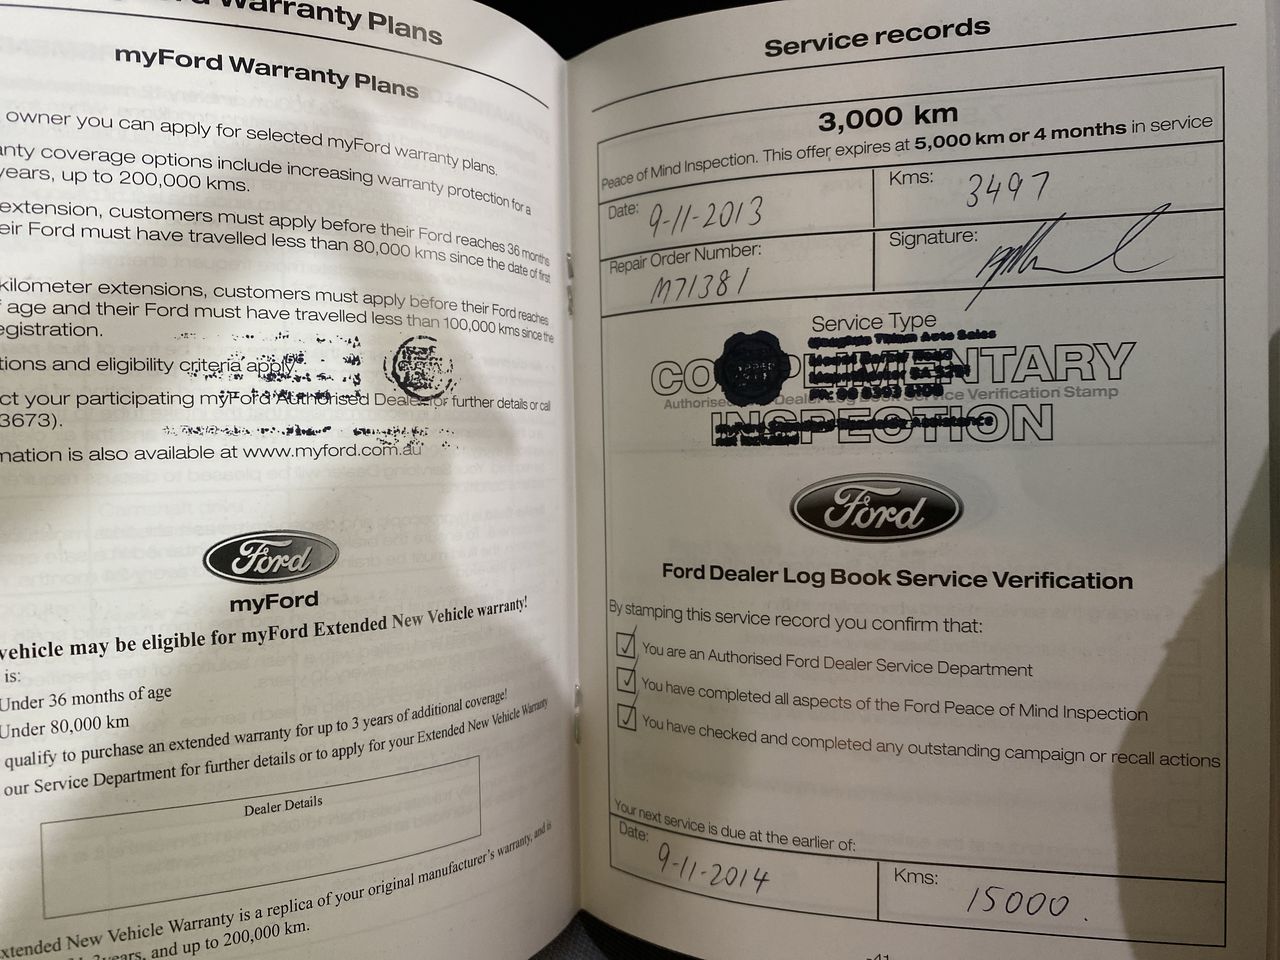 Warranty Plans
myFord Warranty Plans
owner you can apply for selected myFord warranty plans.
anty coverage options include increasing warranty protection for a
years, up to 200,000 kms.
extension, customers must apply before their Ford reaches 36 months
eir Ford must have travelled less than 80,000 kms since the date of first
kilometer extensions, customers must apply before their Ford reaches
age and their Ford must have travelled less than 100,000 kms since the
egistration.
tions and eligibility criteria apply.
ct your participating myFord Authorised Dealer for further details or call
3673).
mation is also available at www.myford.com.au
Ford
myFord
vehicle may be eligible for myFord Extended New Vehicle warranty!
is:
Under 36 months of age
Under 80,000 km
qualify to purchase an extended warranty for up to 3 years of additional coverage!
our Service Department for further details or to apply for your Extended New Vehicle Warranty
Dealer Details
xtended New Vehicle Warranty is a replica of your original manufacturer's warranty, and is
years, and up to 200,000 km.
Service records
3,000 km
Peace of Mind Inspection. This offer expires at 5,000 km or 4 months in service
Date: 9-11-2013
Kms: 3497
Repair Order Number: M71381
Signature:
Service Type
COMPLIMENTARY
Authorised Dealer Service Verification Stamp
INSPECTION
Ford
Ford Dealer Log Book Service Verification
By stamping this service record you confirm that:
You are an Authorised Ford Dealer Service Department
You have completed all aspects of the Ford Peace of Mind Inspection
You have checked and completed any outstanding campaign or recall actions
Your next service is due at the earlier of:
Date: 9-11-2014
Kms: 15000.
-41